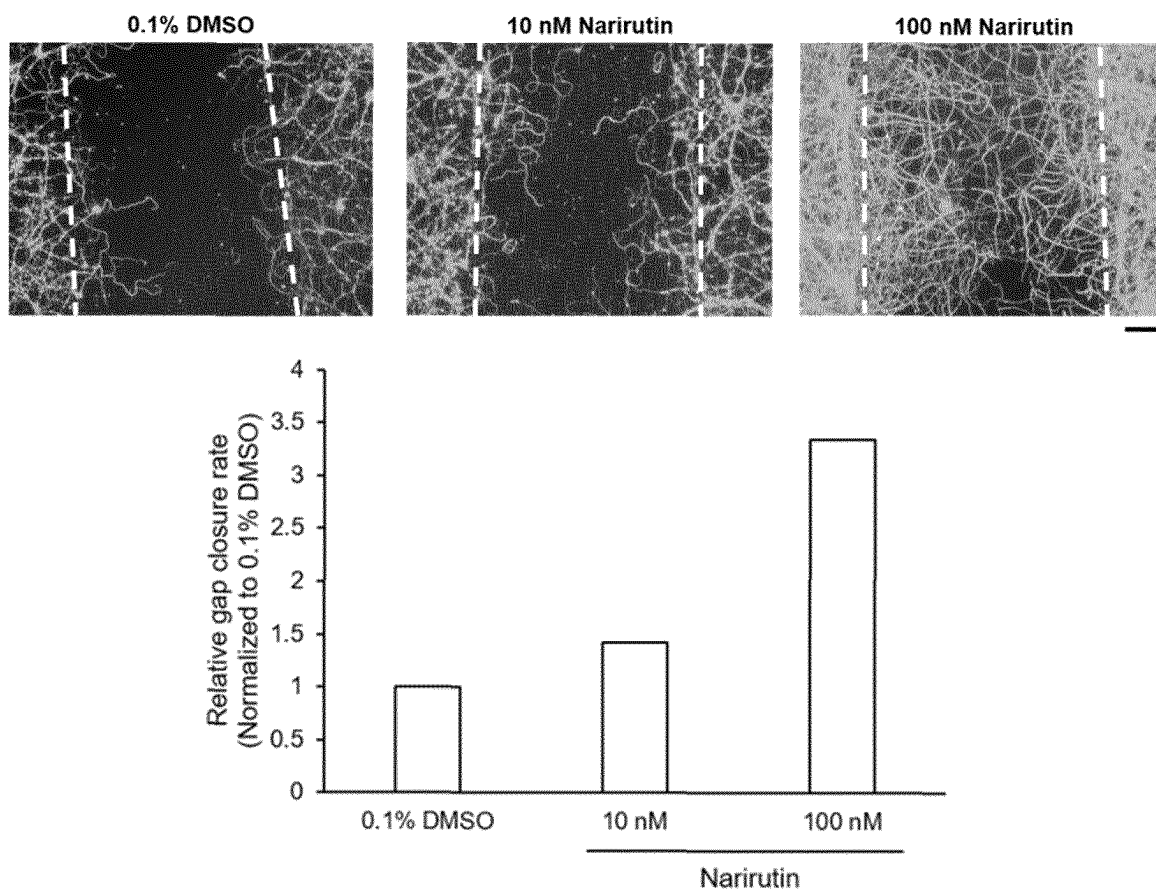 0.1% DMSO
10 nM Narirutin
100 nM Narirutin
Relative gap closure rate
(Normalized to 0.1% DMSO)
4
3.5
3
2.5
2
1.5
1
0.5
0
0.1% DMSO
10 nM
100 nM
Narirutin